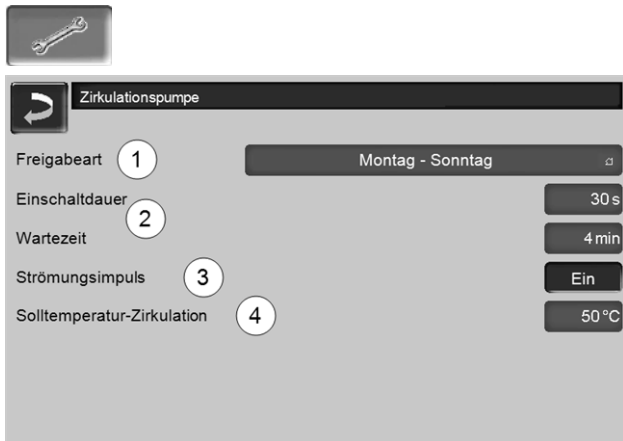 Zirkulationspumpe
Freigabeart 1 Montag - Sonntag
Einschaltdauer 30 s
2
Wartezeit 4 min
Strömungsimpuls 3 Ein
Solltemperatur-Zirkulation 4 50 °C